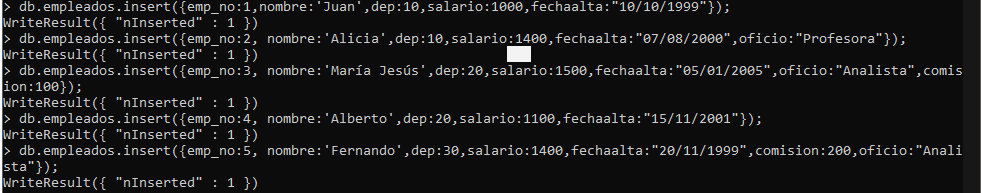 > db.empleados.insert({emp_no:1,nombre:'Juan',dep:10,salario:1000,fechaalta:"10/10/1999"});
WriteResult({ "nInserted" : 1 })
> db.empleados.insert({emp_no:2, nombre:'Alicia',dep:10,salario:1400,fechaalta:"07/08/2000",oficio:"Profesora"});
WriteResult({ "nInserted" : 1 })
> db.empleados.insert({emp_no:3, nombre:'María Jesús',dep:20,salario:1500,fechaalta:"05/01/2005",oficio:"Analista",comis
ion:100});
WriteResult({ "nInserted" : 1 })
> db.empleados.insert({emp_no:4, nombre:'Alberto',dep:20,salario:1100,fechaalta:"15/11/2001"});
WriteResult({ "nInserted" : 1 })
> db.empleados.insert({emp_no:5, nombre:'Fernando',dep:30,salario:1400,fechaalta:"20/11/1999",comision:200,oficio:"Anali
sta"});
WriteResult({ "nInserted" : 1 })